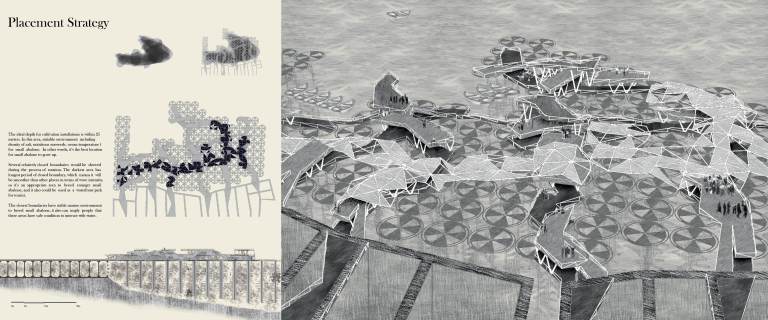 Placement Strategy
The ideal depth for cultivation installations is within 25
meters. In this area, suitable environment including
density of salt, nutritious seaweeds, ocean temperature
for small abalone. In other words, it's the best location
for small abalone to grow up.
Several relatively closed boundaries would be showed
during the process of rotation. The darkest area has
longest period of closed boundary, which means it will
be smoother than other places in terms of wave intensity,
so it's an appropriate area to breed younger small
abalone, and it also could be used as a waterfront park
for tourist.
The closest boundaries have stable marine environment
to breed small abalone, it also can imply people that
these areas have safe condition to interact with water.